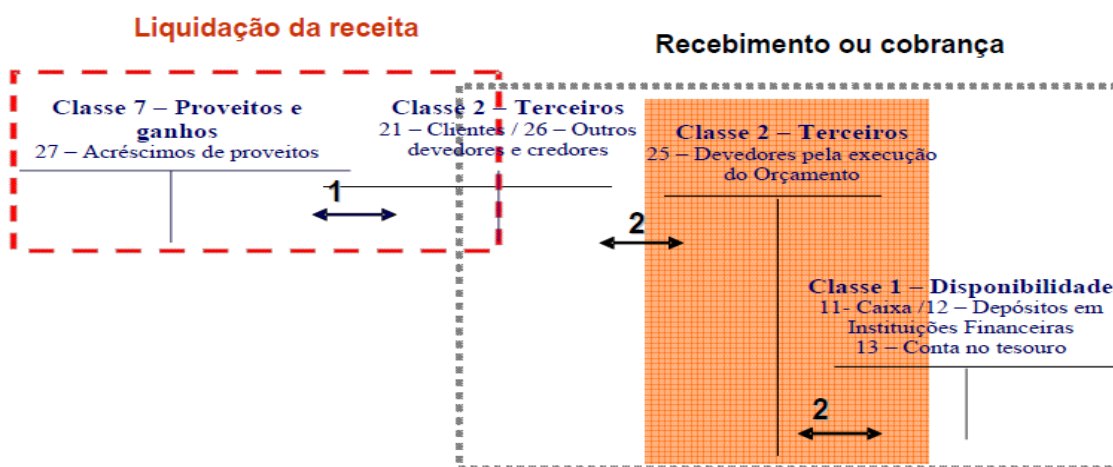 Liquidação da receita
Recebimento ou cobrança
Classe 7 – Proveitos e
ganhos
27 – Acréscimos de proveitos
Classe 2 – Terceiros
21 – Clientes / 26 – Outros
devedores e credores
Classe 2 – Terceiros
25 – Devedores pela execução
do Orçamento
1
2
Classe 1 – Disponibilidade
11- Caixa /12 – Depósitos em
Instituições Financeiras
13 – Conta no tesouro
2